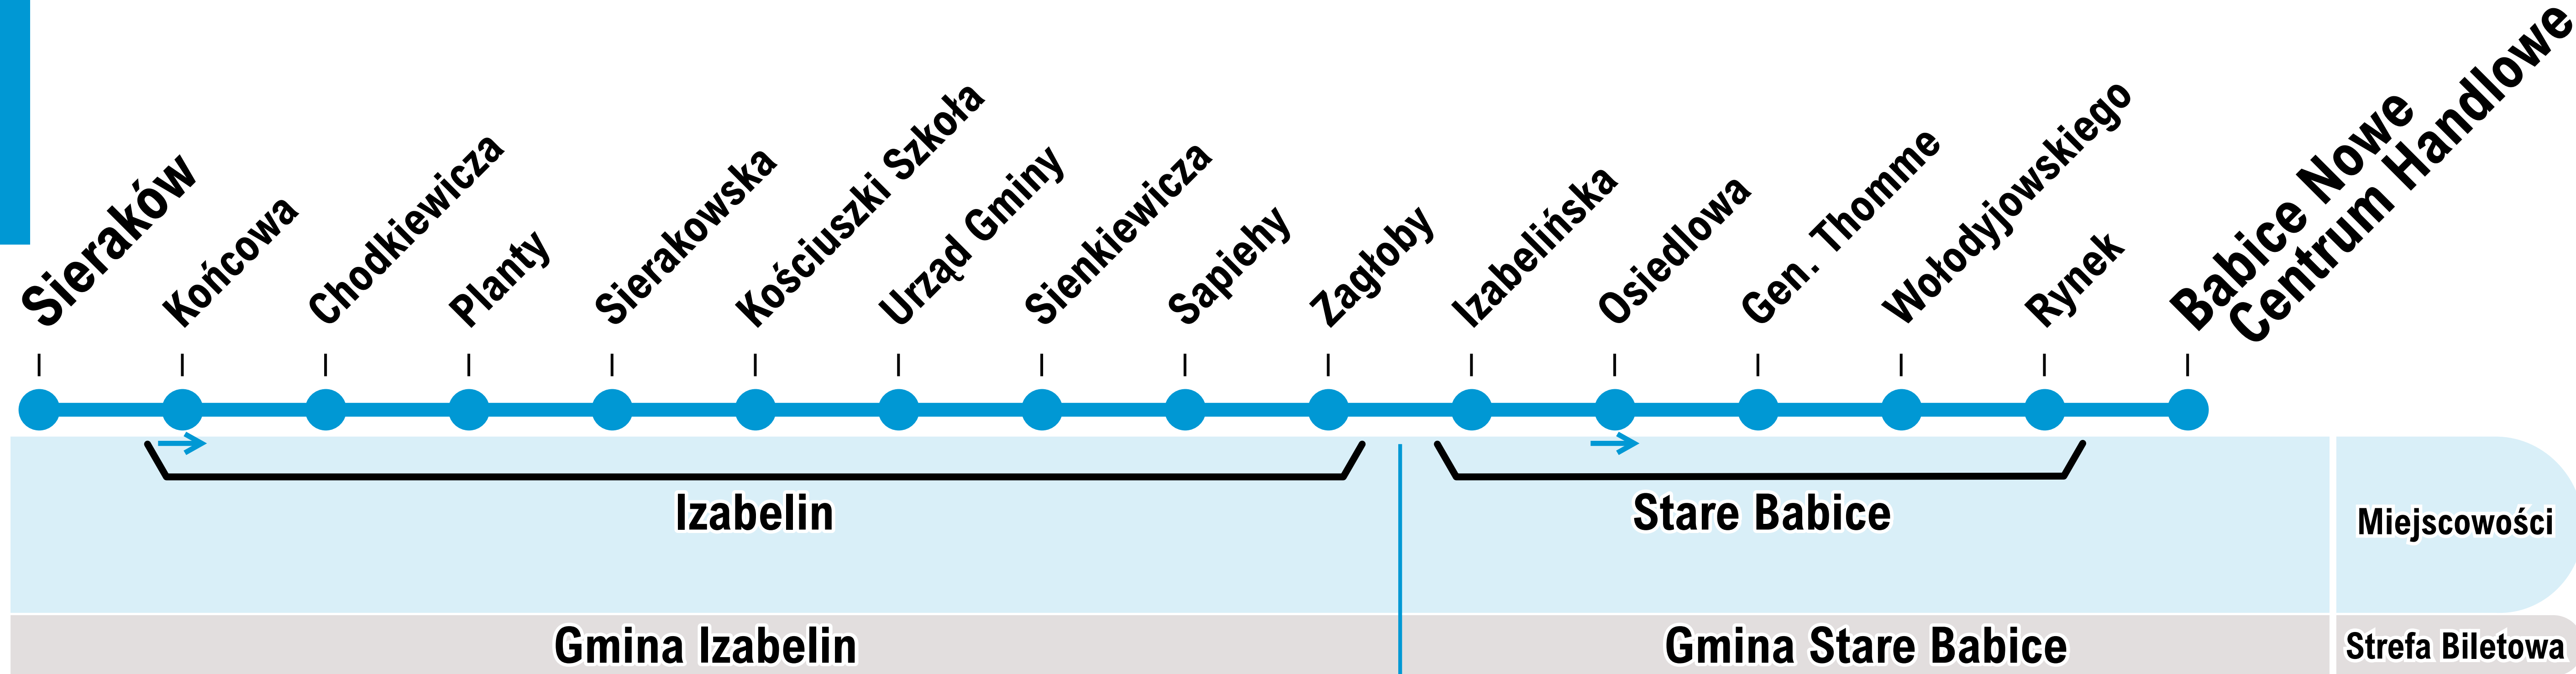 Sieraków
Końcowa
Chodkiewicza
Planty
Sierakowska
Kościuszki Szkoła
Urząd Gminy
Sienkiewicza
Sapiehy
Zagłoby
Izabelińska
Osiedlowa
Gen. Thomme
Wołodyjowskiego
Rynek
Babice Nowe
Centrum Handlowe
Izabelin
Stare Babice
Miejscowości
Gmina Izabelin
Gmina Stare Babice
Strefa Biletowa